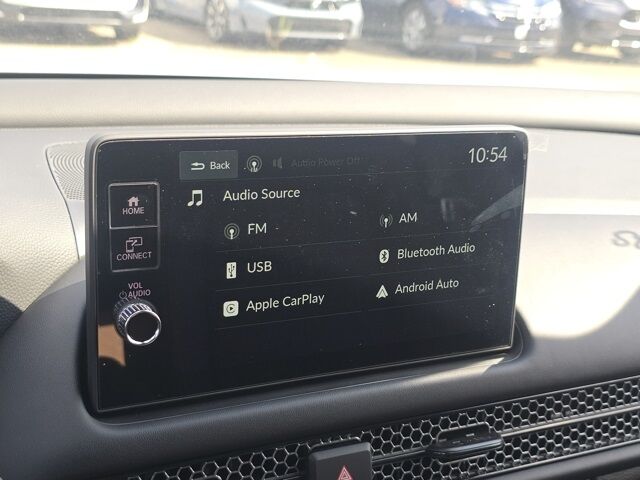 Back
Audio Power Off
10:54
Audio Source
HOME
FM
AM
CONNECT
USB
Bluetooth Audio
VOL
AUDIO
Apple CarPlay
Android Auto